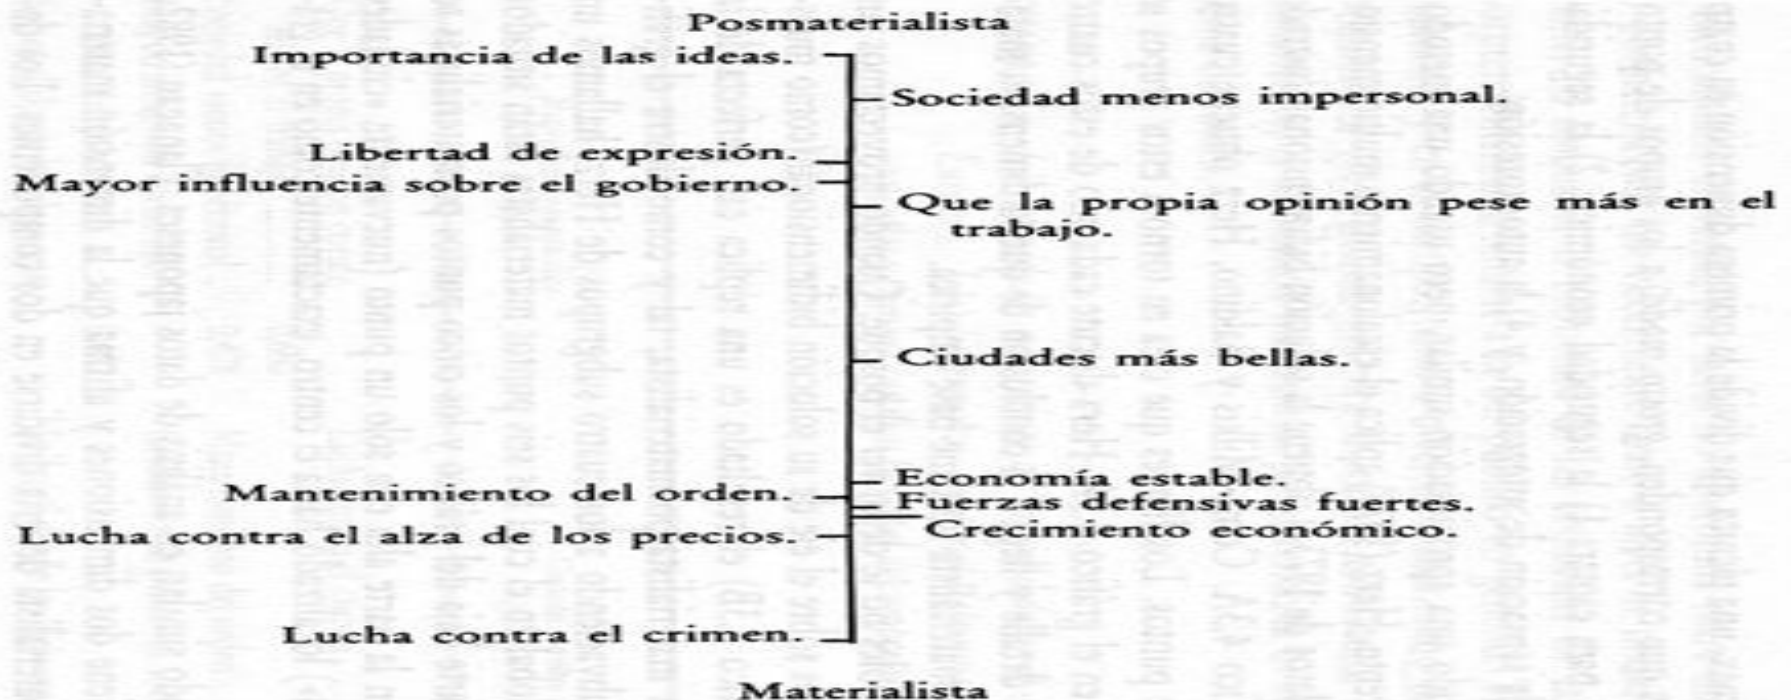 Posmaterialista
Importancia de las ideas.
Sociedad menos impersonal.
Libertad de expresión.
Mayor influencia sobre el gobierno.
Que la propia opinión pese más en el
trabajo.
Ciudades más bellas.
Economía estable.
Mantenimiento del orden.
Fuerzas defensivas fuertes.
Crecimiento económico.
Lucha contra el alza de los precios.
Lucha contra el crimen.
Materialista